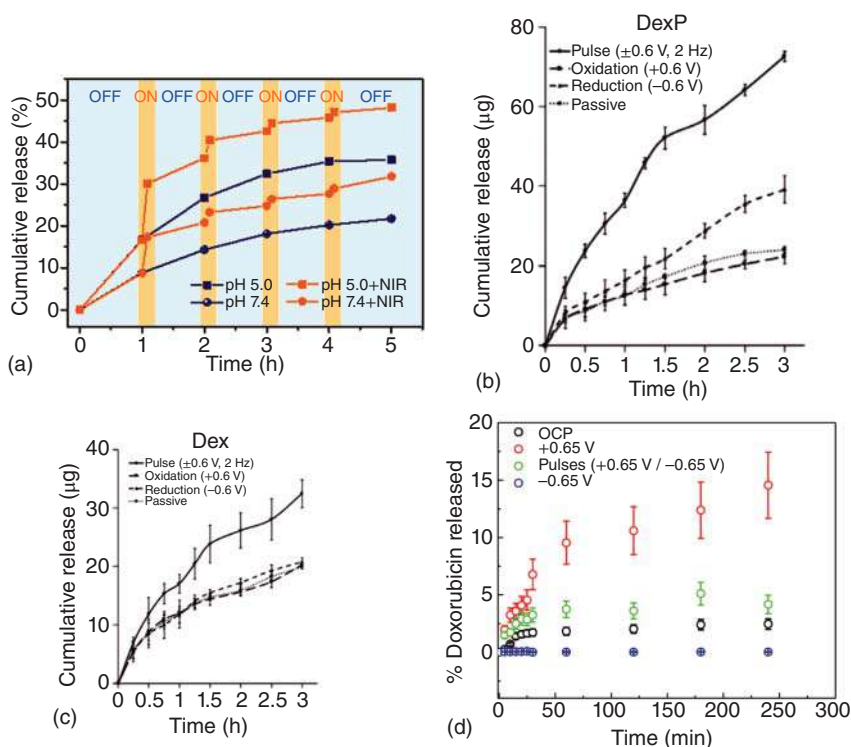 OFF ON OFF ON OFF ON OFF ON OFF
Cumulative release (%)
50
40
30
20
10
0
pH 5.0 pH 5.0+NIR
pH 7.4 pH 7.4+NIR
0 1 2 3 4 5
Time (h)
(a)
DexP
Pulse (±0.6 V, 2 Hz)
Oxidation (+0.6 V)
Reduction (−0.6 V)
Passive
Cumulative release (µg)
80
60
40
20
0
0 0.5 1 1.5 2 2.5 3
Time (h)
(b)
Dex
Pulse (±0.6 V, 2 Hz)
Oxidation (+0.6 V)
Reduction (−0.6 V)
Passive
Cumulative release (µg)
40
30
20
10
0
0 0.5 1 1.5 2 2.5 3
Time (h)
(c)
OCP
+0.65 V
Pulses (+0.65 V / −0.65 V)
−0.65 V
% Doxorubicin released
20
15
10
5
0
0 50 100 150 200 250 300
Time (min)
(d)